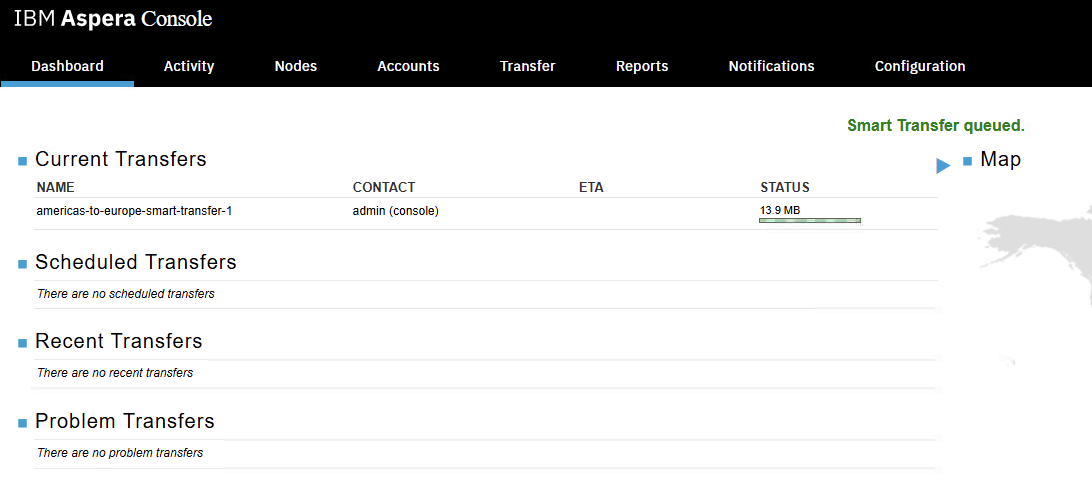 IBM Aspera Console
Dashboard Activity Nodes Accounts Transfer Reports Notifications Configuration
Smart Transfer queued.
Current Transfers
NAME CONTACT ETA STATUS
americas-to-europe-smart-transfer-1 admin (console) 13.9 MB
Scheduled Transfers
There are no scheduled transfers
Recent Transfers
There are no recent transfers
Problem Transfers
There are no problem transfers
Map